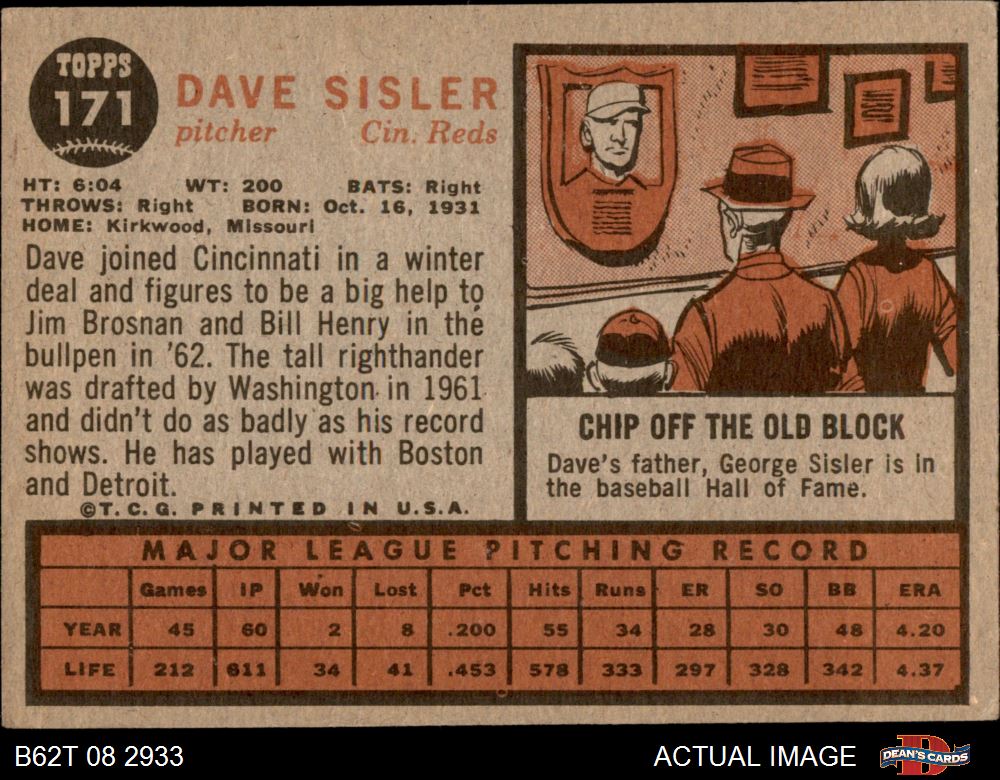 TOPPS
171
DAVE SISLER
pitcher Cin. Reds
HT: 6:04 WT: 200 BATS: Right
THROWS: Right BORN: Oct. 16, 1931
HOME: Kirkwood, Missouri
Dave joined Cincinnati in a winter
deal and figures to be a big help to
Jim Brosnan and Bill Henry in the
bullpen in '62. The tall righthander
was drafted by Washington in 1961
and didn't do as badly as his record
shows. He has played with Boston
and Detroit.
©T.C.G. PRINTED IN U.S.A.
CHIP OFF THE OLD BLOCK
Dave's father, George Sisler is in
the baseball Hall of Fame.
MAJOR LEAGUE PITCHING RECORD
Games IP Won Lost Pct Hits Runs ER SO BB ERA
YEAR 45 60 2 8 .200 55 34 28 30 48 4.20
LIFE 212 611 34 41 .453 578 333 297 328 342 4.37
B62T 08 2933 ACTUAL IMAGE DEAN'S CARDS